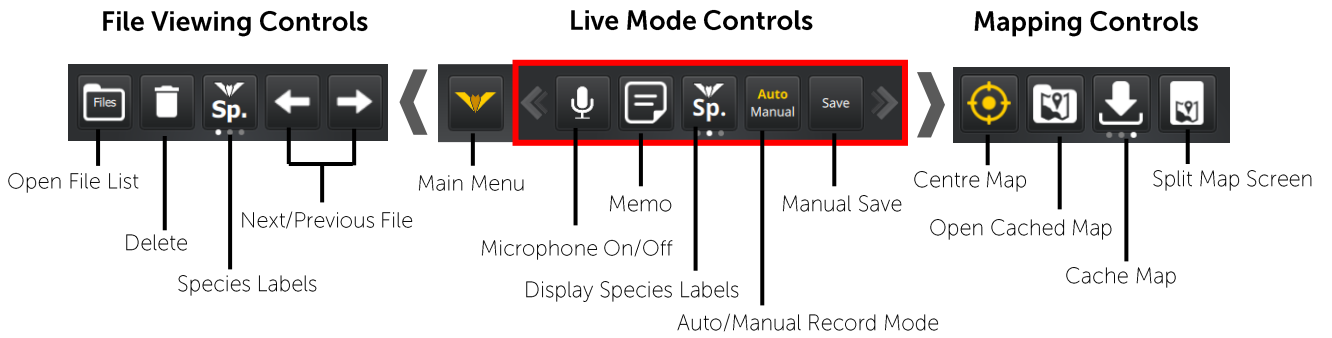 File Viewing Controls
Live Mode Controls
Mapping Controls
Files
Sp.
Sp.
Auto
Manual
Save
Open File List
Main Menu
Centre Map
Split Map Screen
Memo
Manual Save
Next/Previous File
Open Cached Map
Delete
Microphone On/Off
Cache Map
Species Labels
Display Species Labels
Auto/Manual Record Mode